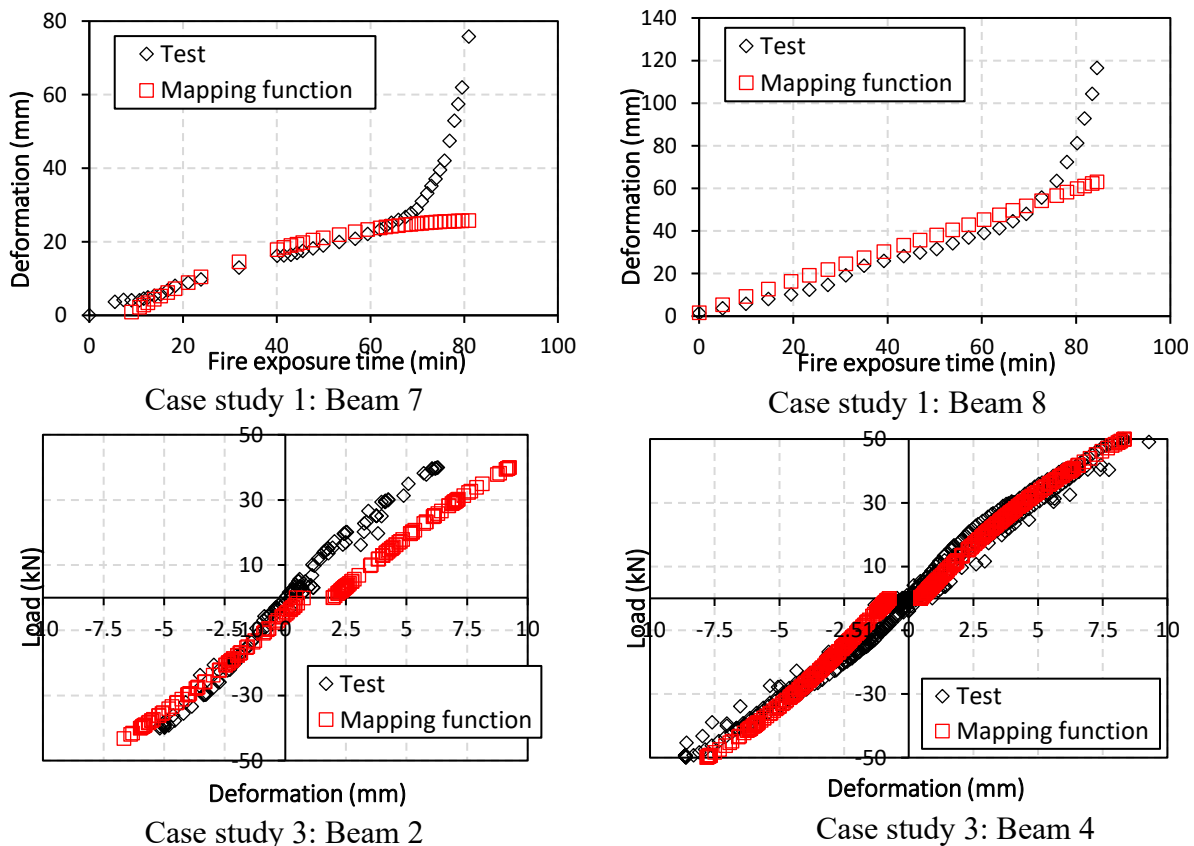 80
60
40
20
0
Deformation (mm)
Test
Mapping function
0 20 40 60 80 100
Fire exposure time (min)
Case study 1: Beam 7
140
120
100
80
60
40
20
0
Deformation (mm)
Test
Mapping function
0 20 40 60 80 100
Fire exposure time (min)
Case study 1: Beam 8
50
30
10
-10
-30
-50
Load (kN)
-10 -7.5 -5 -2.5 0 2.5 5 7.5 10
Test
Mapping function
Deformation (mm)
Case study 3: Beam 2
50
30
10
-10
-30
-50
Load (kN)
-10 -7.5 -5 -2.5 0 2.5 5 7.5 10
Test
Mapping function
Deformation (mm)
Case study 3: Beam 4